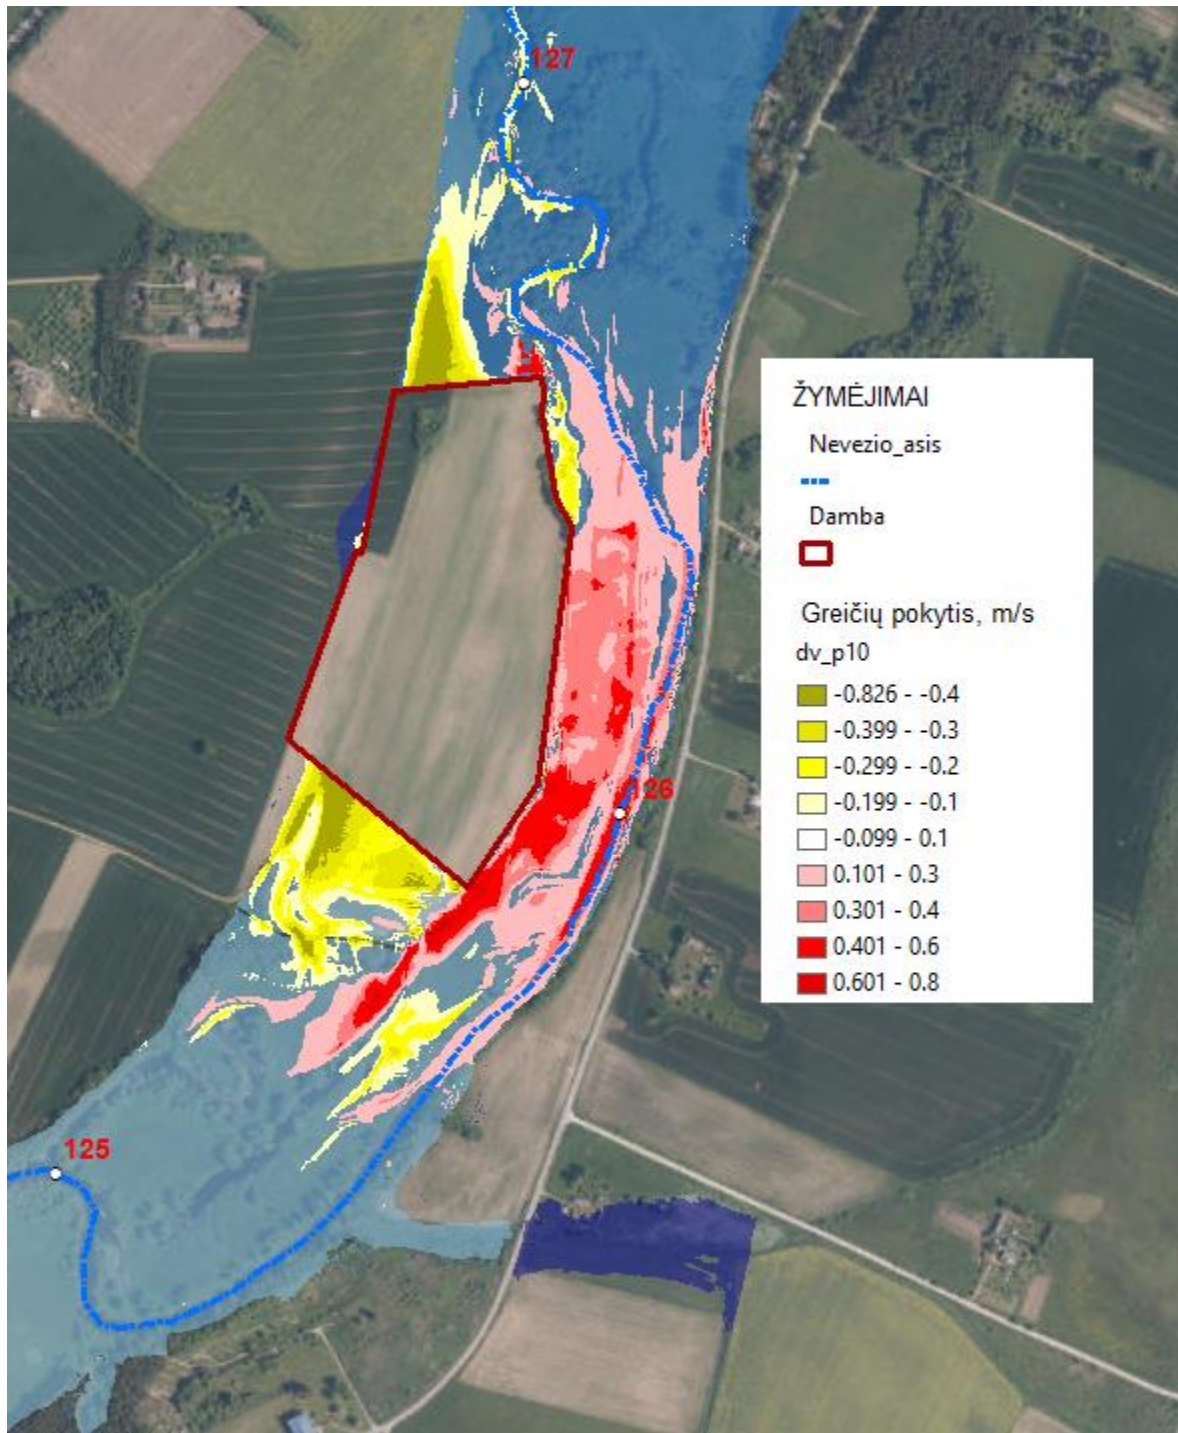 127
ŽYMĖJIMAI
Nevezio_asis
Damba
Greičių pokytis, m/s
dv_p10
-0.826 - -0.4
-0.399 - -0.3
-0.299 - -0.2
-0.199 - -0.1
-0.099 - 0.1
0.101 - 0.3
0.301 - 0.4
0.401 - 0.6
0.601 - 0.8
126
125